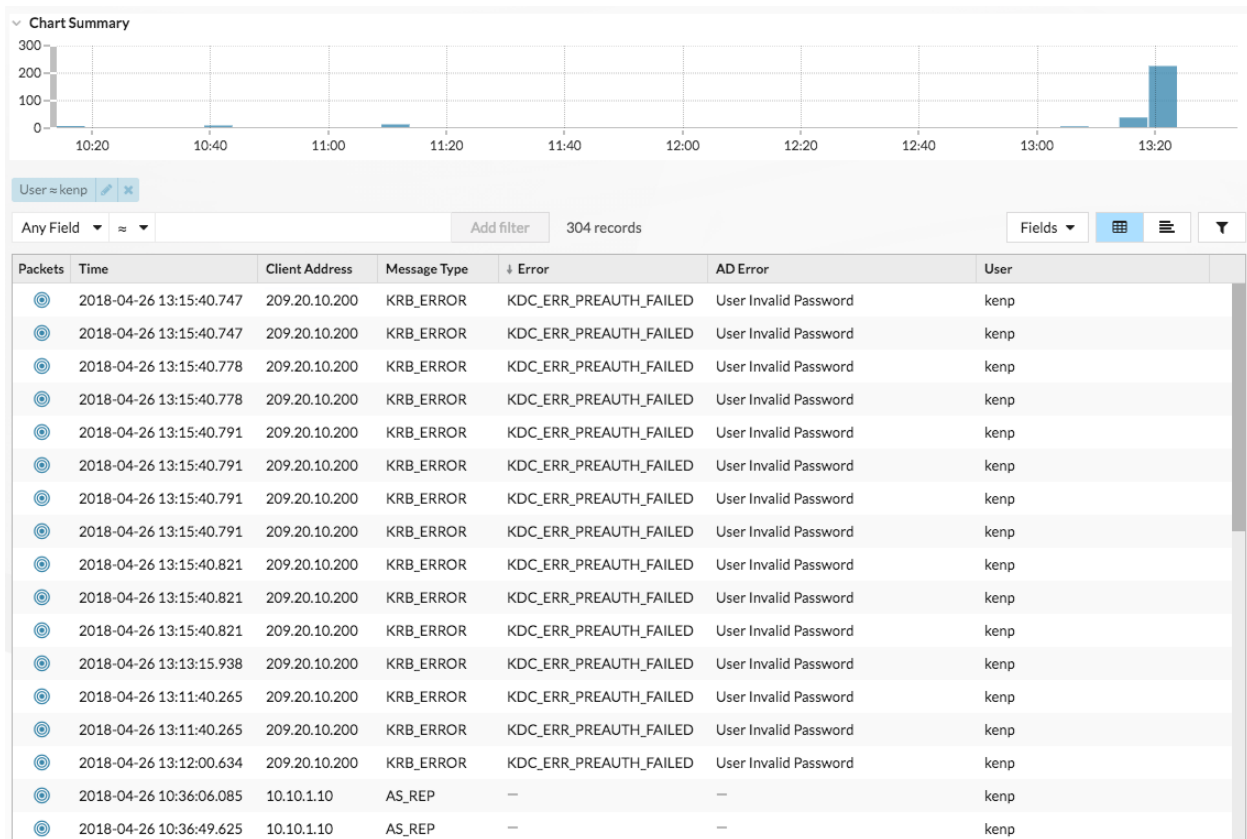 Chart Summary
300
200
100
0
10:20 10:40 11:00 11:20 11:40 12:00 12:20 12:40 13:00 13:20
User ≈ kenp
Any Field ≈ Add filter 304 records Fields
Packets Time Client Address Message Type ↓ Error AD Error User
2018-04-26 13:15:40.747 209.20.10.200 KRB_ERROR KDC_ERR_PREAUTH_FAILED User Invalid Password kenp
2018-04-26 13:15:40.747 209.20.10.200 KRB_ERROR KDC_ERR_PREAUTH_FAILED User Invalid Password kenp
2018-04-26 13:15:40.778 209.20.10.200 KRB_ERROR KDC_ERR_PREAUTH_FAILED User Invalid Password kenp
2018-04-26 13:15:40.778 209.20.10.200 KRB_ERROR KDC_ERR_PREAUTH_FAILED User Invalid Password kenp
2018-04-26 13:15:40.791 209.20.10.200 KRB_ERROR KDC_ERR_PREAUTH_FAILED User Invalid Password kenp
2018-04-26 13:15:40.791 209.20.10.200 KRB_ERROR KDC_ERR_PREAUTH_FAILED User Invalid Password kenp
2018-04-26 13:15:40.791 209.20.10.200 KRB_ERROR KDC_ERR_PREAUTH_FAILED User Invalid Password kenp
2018-04-26 13:15:40.791 209.20.10.200 KRB_ERROR KDC_ERR_PREAUTH_FAILED User Invalid Password kenp
2018-04-26 13:15:40.821 209.20.10.200 KRB_ERROR KDC_ERR_PREAUTH_FAILED User Invalid Password kenp
2018-04-26 13:15:40.821 209.20.10.200 KRB_ERROR KDC_ERR_PREAUTH_FAILED User Invalid Password kenp
2018-04-26 13:15:40.821 209.20.10.200 KRB_ERROR KDC_ERR_PREAUTH_FAILED User Invalid Password kenp
2018-04-26 13:13:15.938 209.20.10.200 KRB_ERROR KDC_ERR_PREAUTH_FAILED User Invalid Password kenp
2018-04-26 13:11:40.265 209.20.10.200 KRB_ERROR KDC_ERR_PREAUTH_FAILED User Invalid Password kenp
2018-04-26 13:11:40.265 209.20.10.200 KRB_ERROR KDC_ERR_PREAUTH_FAILED User Invalid Password kenp
2018-04-26 13:12:00.634 209.20.10.200 KRB_ERROR KDC_ERR_PREAUTH_FAILED User Invalid Password kenp
2018-04-26 10:36:06.085 10.10.1.10 AS_REP — — kenp
2018-04-26 10:36:49.625 10.10.1.10 AS_REP — — kenp